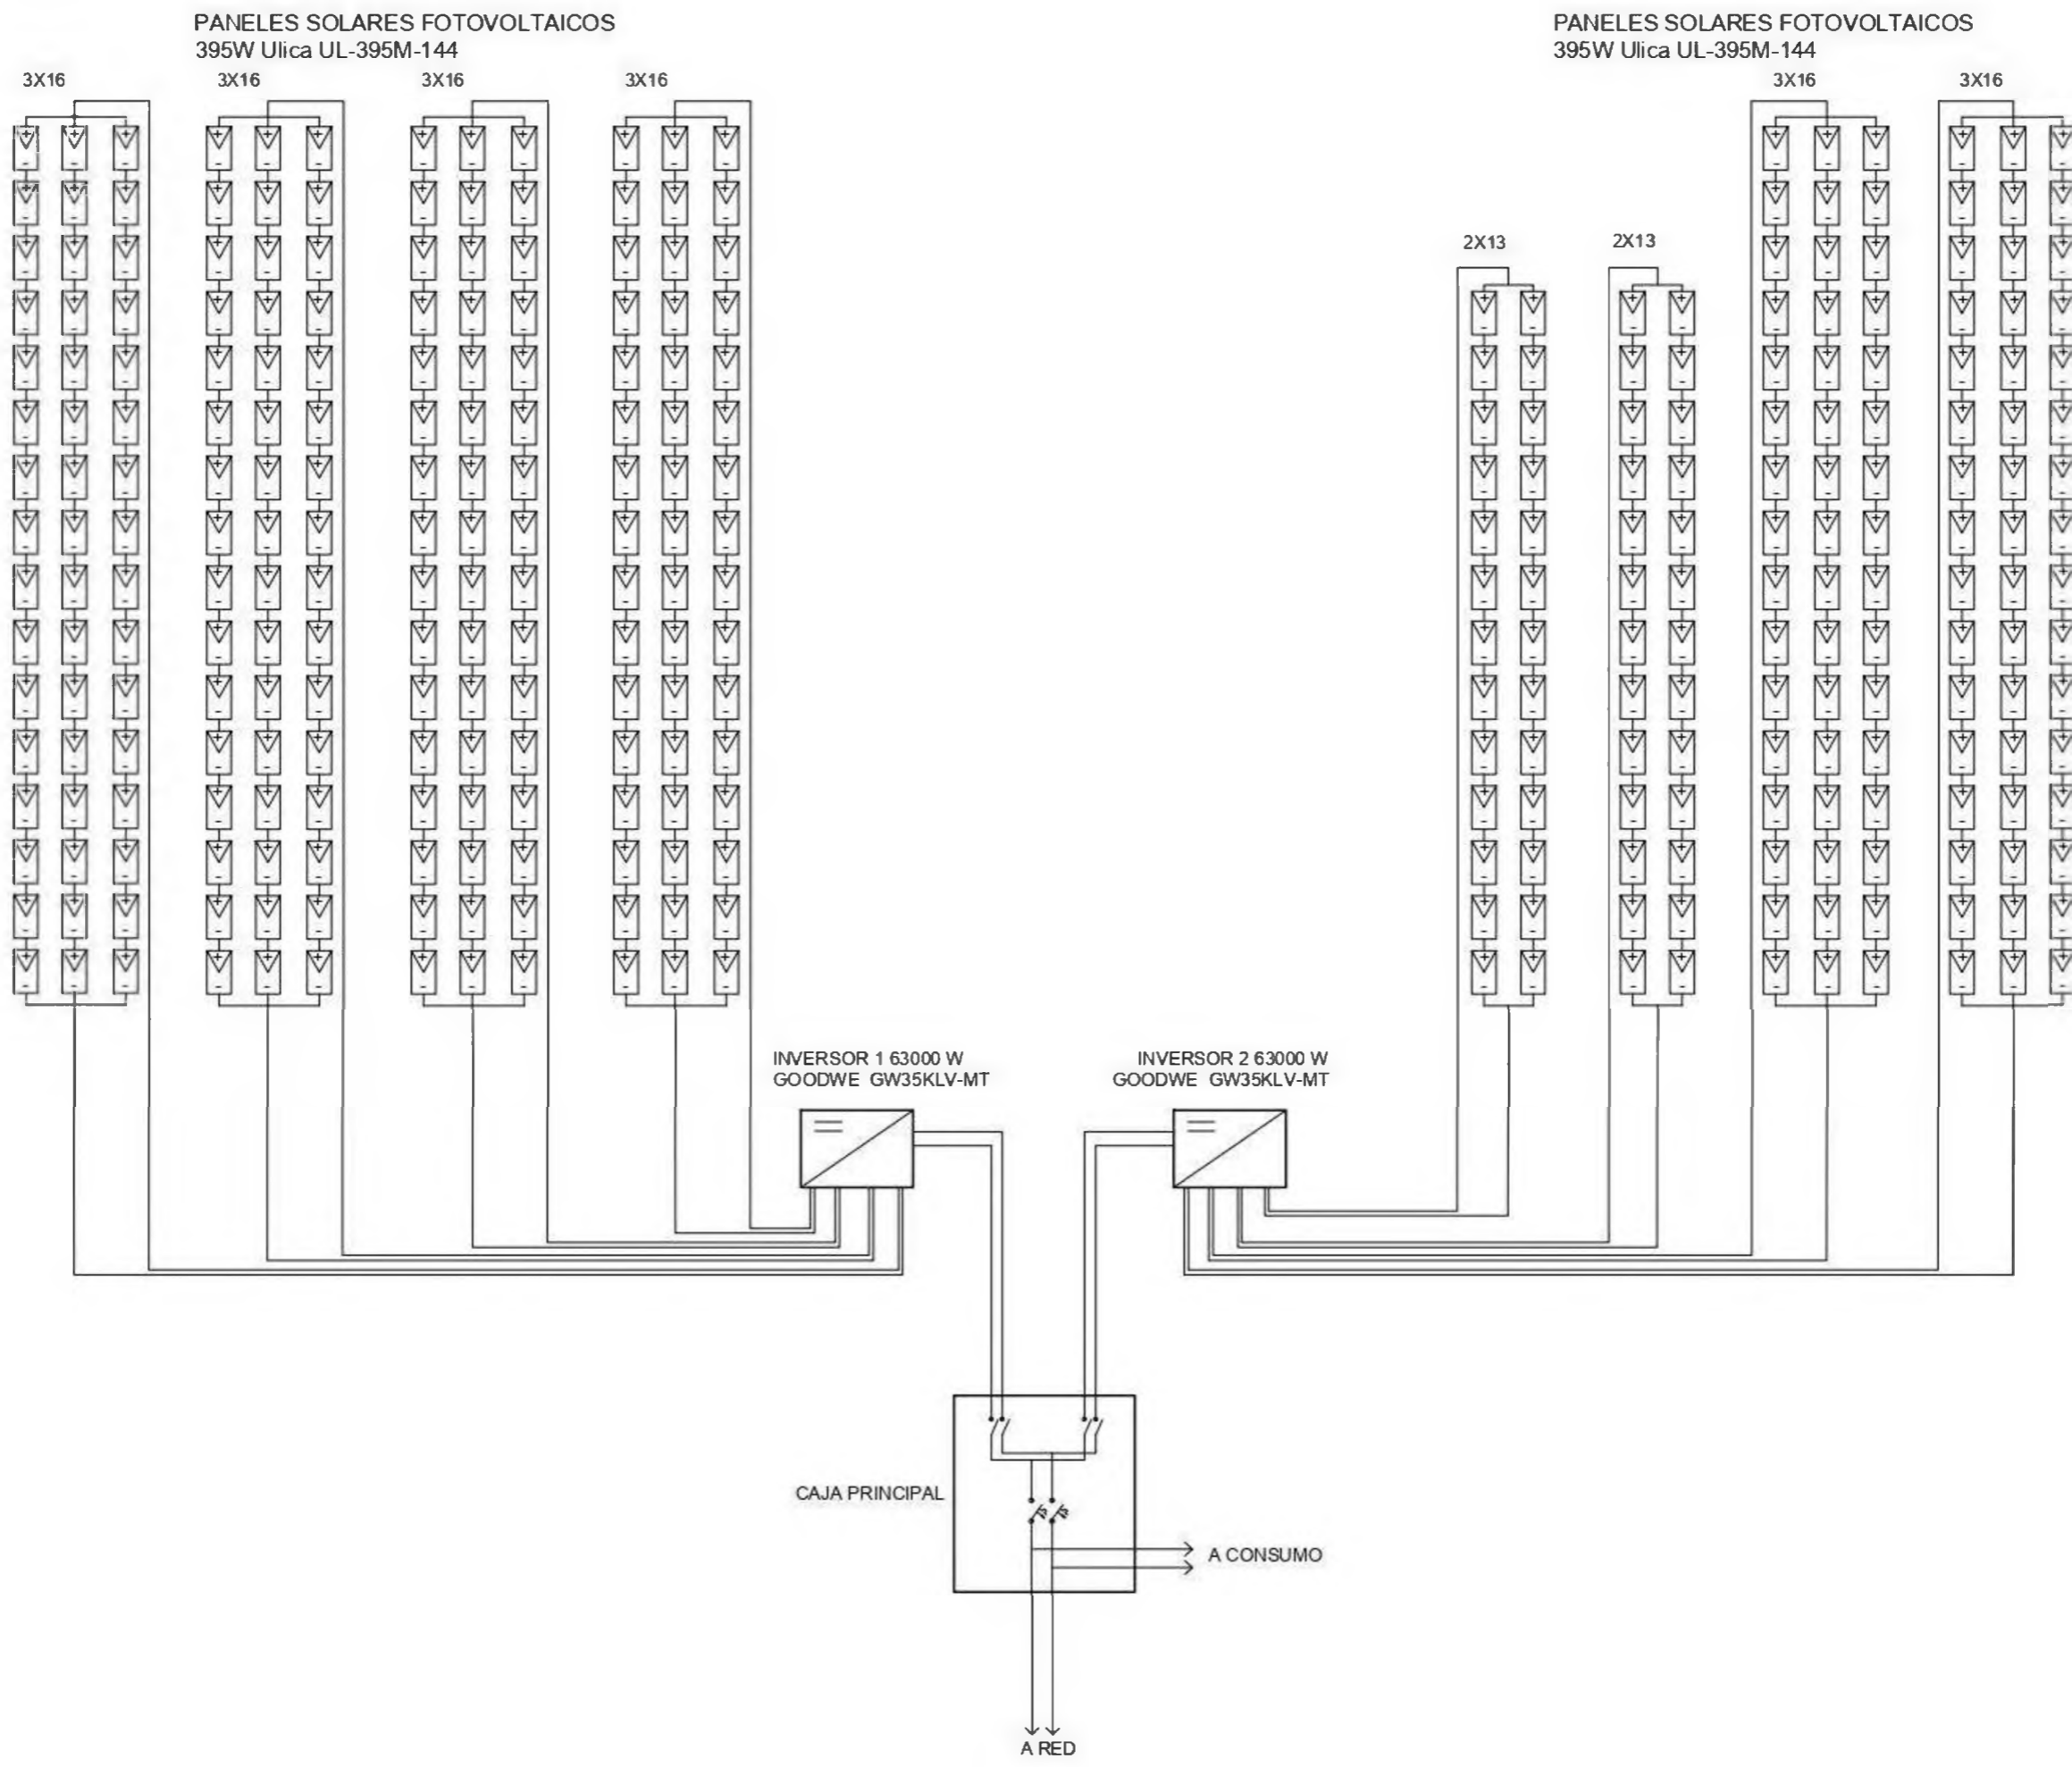 PANELES SOLARES FOTOVOLTAICOS
395W Ulica UL-395M-144
3X16
3X16
3X16
3X16
PANELES SOLARES FOTOVOLTAICOS
395W Ulica UL-395M-144
3X16
3X16
2X13
2X13
INVERSOR 1 63000 W
GOODWE GW35KLV-MT
INVERSOR 2 63000 W
GOODWE GW35KLV-MT
CAJA PRINCIPAL
A CONSUMO
A RED